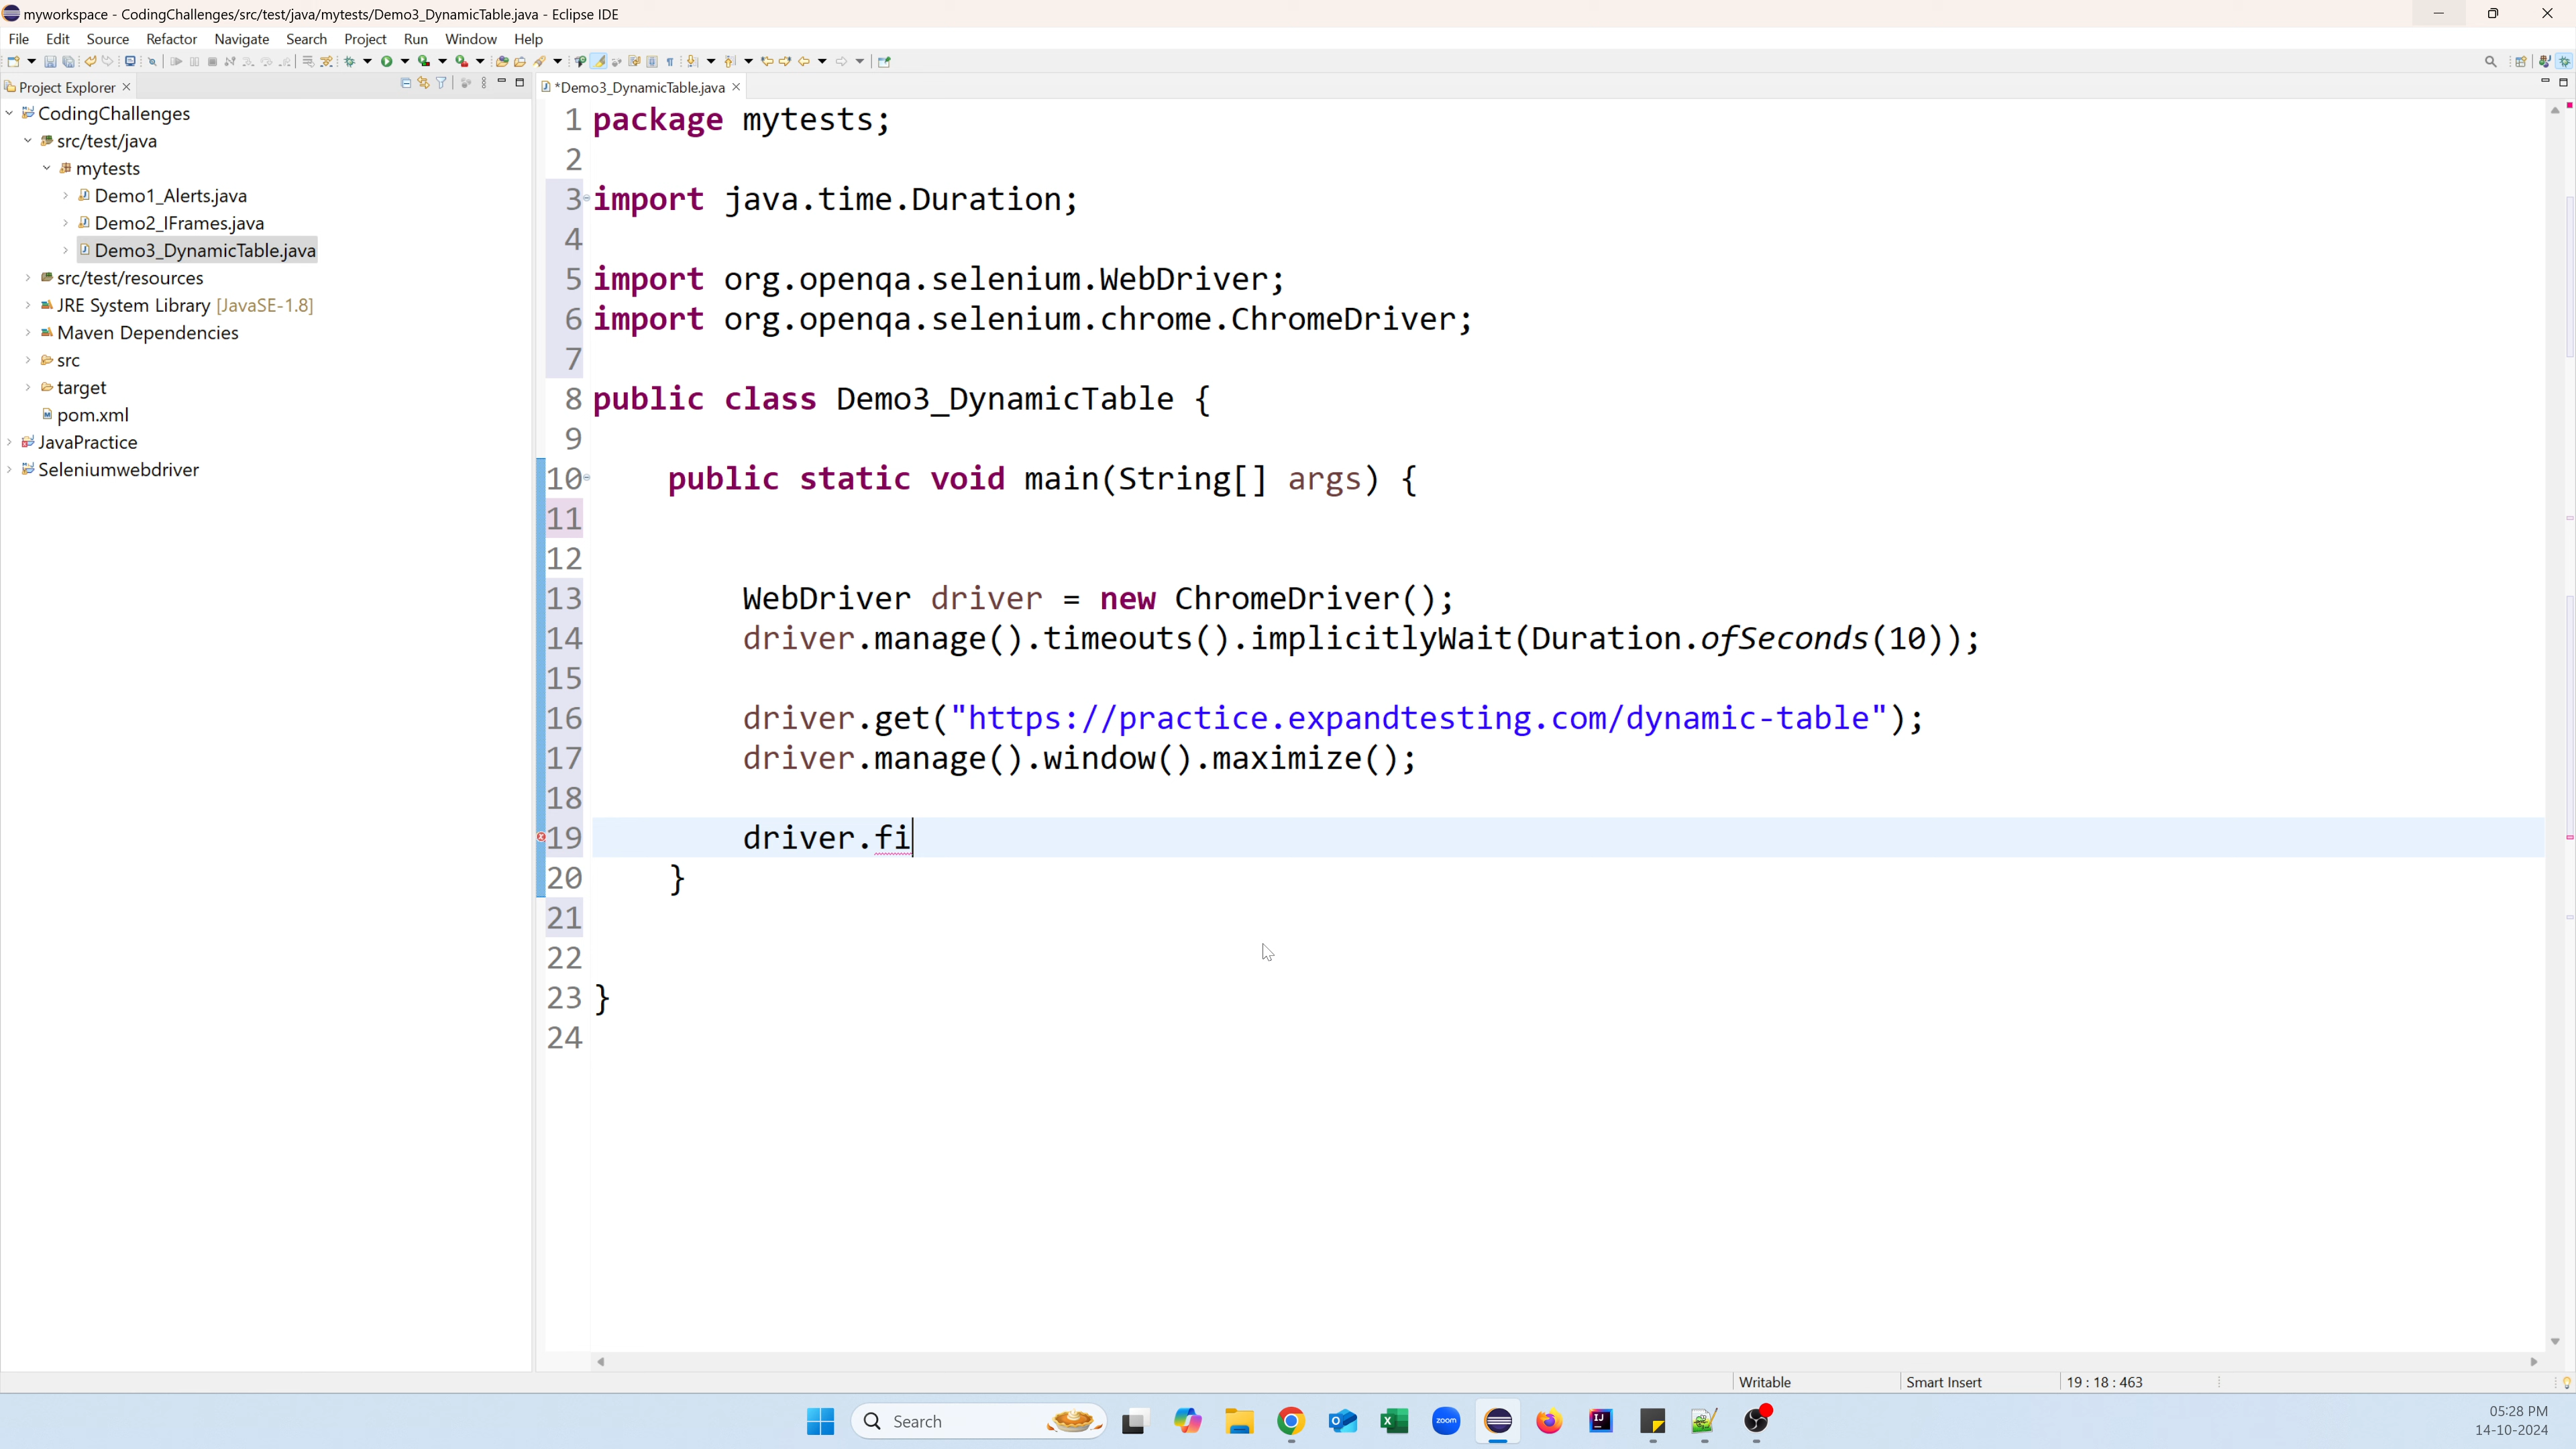 myworkspace - CodingChallenges/src/test/java/mytests/Demo3_DynamicTable.java - Eclipse IDE
File Edit Source Refactor Navigate Search Project Run Window Help
Project Explorer
*Demo3_DynamicTable.java
CodingChallenges
src/test/java
mytests
Demo1_Alerts.java
Demo2_IFrames.java
Demo3_DynamicTable.java
src/test/resources
JRE System Library [JavaSE-1.8]
Maven Dependencies
src
target
pom.xml
JavaPractice
Seleniumwebdriver
1 package mytests;
2
3 import java.time.Duration;
4
5 import org.openqa.selenium.WebDriver;
6 import org.openqa.selenium.chrome.ChromeDriver;
7
8 public class Demo3_DynamicTable {
9
10 public static void main(String[] args) {
11
12
13 WebDriver driver = new ChromeDriver();
14 driver.manage().timeouts().implicitlyWait(Duration.ofSeconds(10));
15
16 driver.get("https://practice.expandtesting.com/dynamic-table");
17 driver.manage().window().maximize();
18
19 driver.fi
20 }
21
22
23 }
24
Writable Smart Insert 19 : 18 : 463
Search
zoom
05:28 PM
14-10-2024